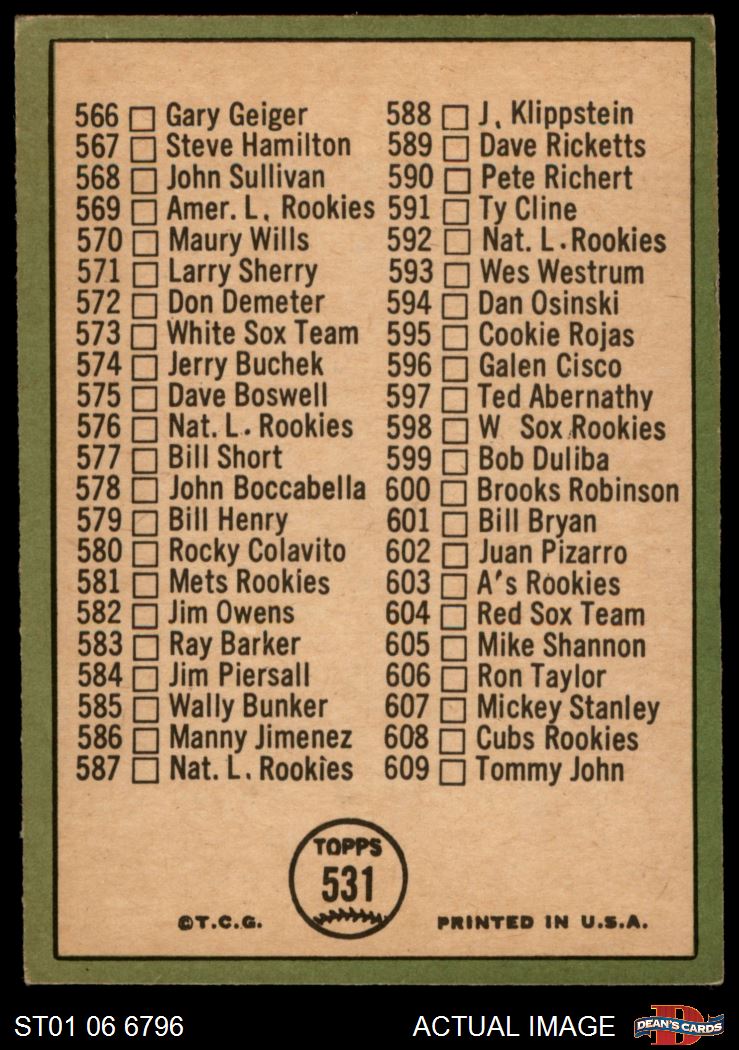 566 Gary Geiger
567 Steve Hamilton
568 John Sullivan
569 Amer. L. Rookies
570 Maury Wills
571 Larry Sherry
572 Don Demeter
573 White Sox Team
574 Jerry Buchek
575 Dave Boswell
576 Nat. L. Rookies
577 Bill Short
578 John Boccabella
579 Bill Henry
580 Rocky Colavito
581 Mets Rookies
582 Jim Owens
583 Ray Barker
584 Jim Piersall
585 Wally Bunker
586 Manny Jimenez
587 Nat. L. Rookies
588 J. Klippstein
589 Dave Ricketts
590 Pete Richert
591 Ty Cline
592 Nat. L. Rookies
593 Wes Westrum
594 Dan Osinski
595 Cookie Rojas
596 Galen Cisco
597 Ted Abernathy
598 W Sox Rookies
599 Bob Duliba
600 Brooks Robinson
601 Bill Bryan
602 Juan Pizarro
603 A's Rookies
604 Red Sox Team
605 Mike Shannon
606 Ron Taylor
607 Mickey Stanley
608 Cubs Rookies
609 Tommy John
TOPPS
531
©T.C.G.
PRINTED IN U.S.A.
ST01 06 6796
ACTUAL IMAGE
D
DEAN'S CARDS